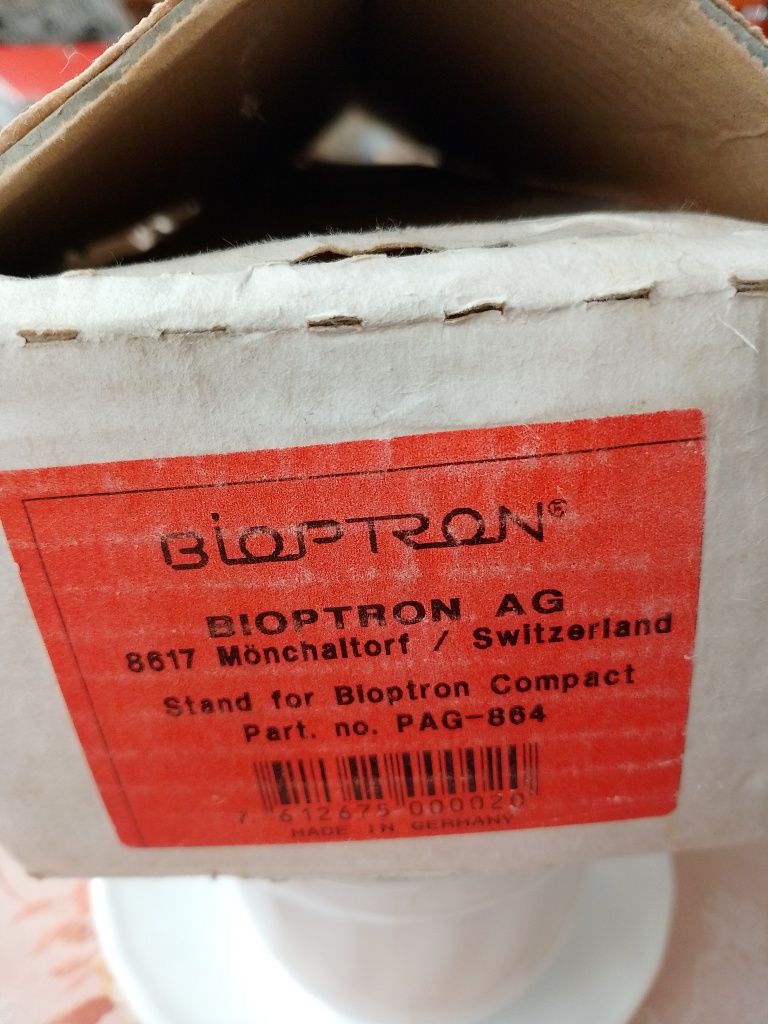 BIOPTRON®
BIOPTRON AG
8617 Mönchaltorf / Switzerland
Stand for Bioptron Compact
Part. no. PAG-864
7 612675 000020
MADE IN GERMANY